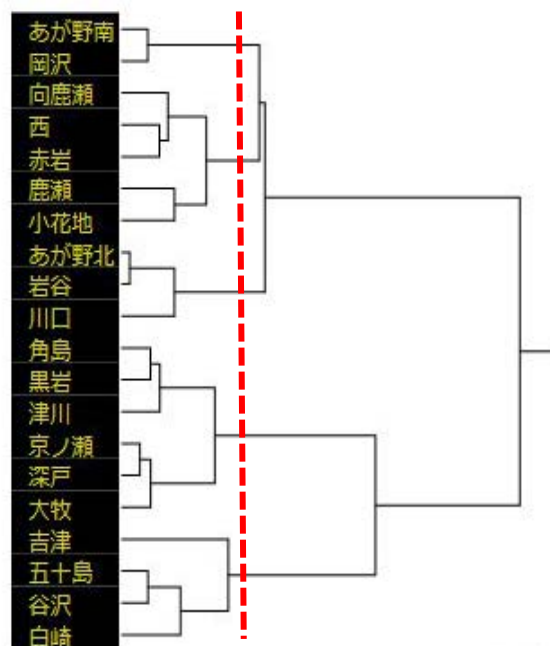 あが野南
岡沢
向鹿瀬
西
赤岩
鹿瀬
小花地
あが野北
岩谷
川口
角島
黒岩
津川
京ノ瀬
深戸
大牧
吉津
五十島
谷沢
白崎